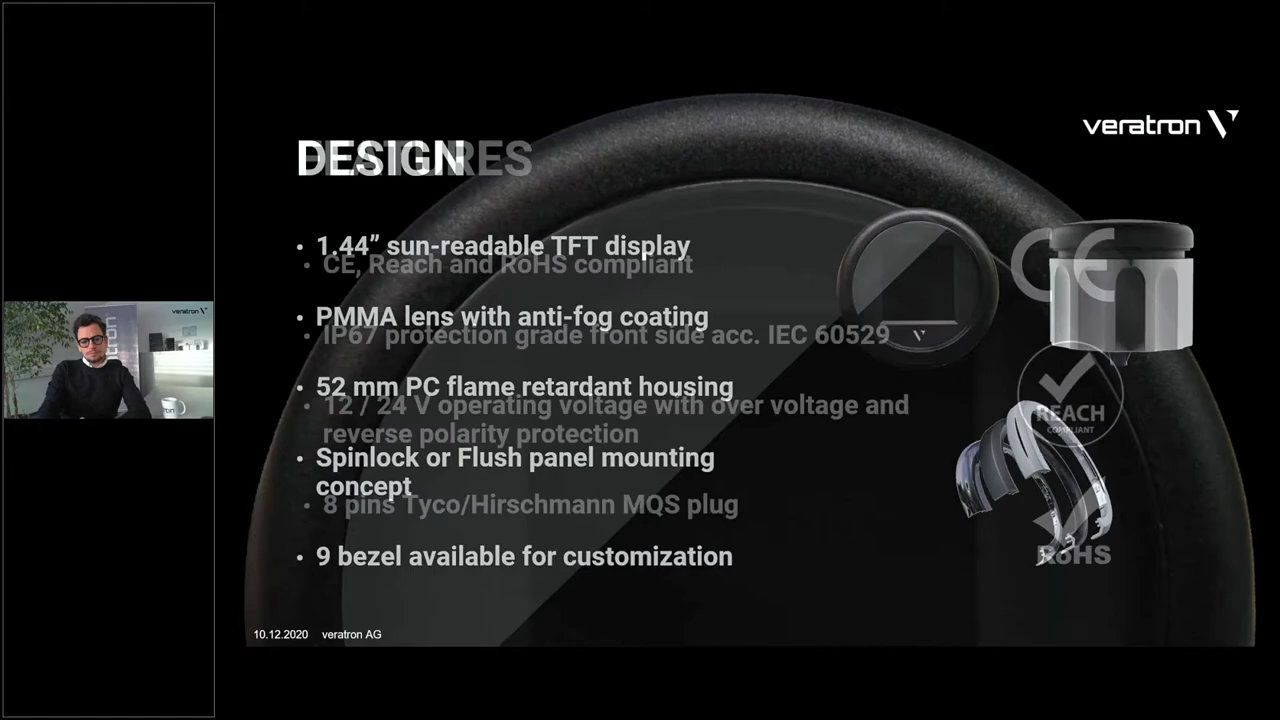 veratron
DESIGN
FEATURES
• 1.44” sun-readable TFT display
• CE, Reach and RoHS compliant
• PMMA lens with anti-fog coating
• IP67 protection grade front side acc. IEC 60529
• 52 mm PC flame retardant housing
• 12 / 24 V operating voltage with over voltage and
reverse polarity protection
• Spinlock or Flush panel mounting
concept
• 8 pins Tyco/Hirschmann MQS plug
• 9 bezel available for customization
CE
REACH
COMPLIANT
RoHS
veratron
10.12.2020 veratron AG